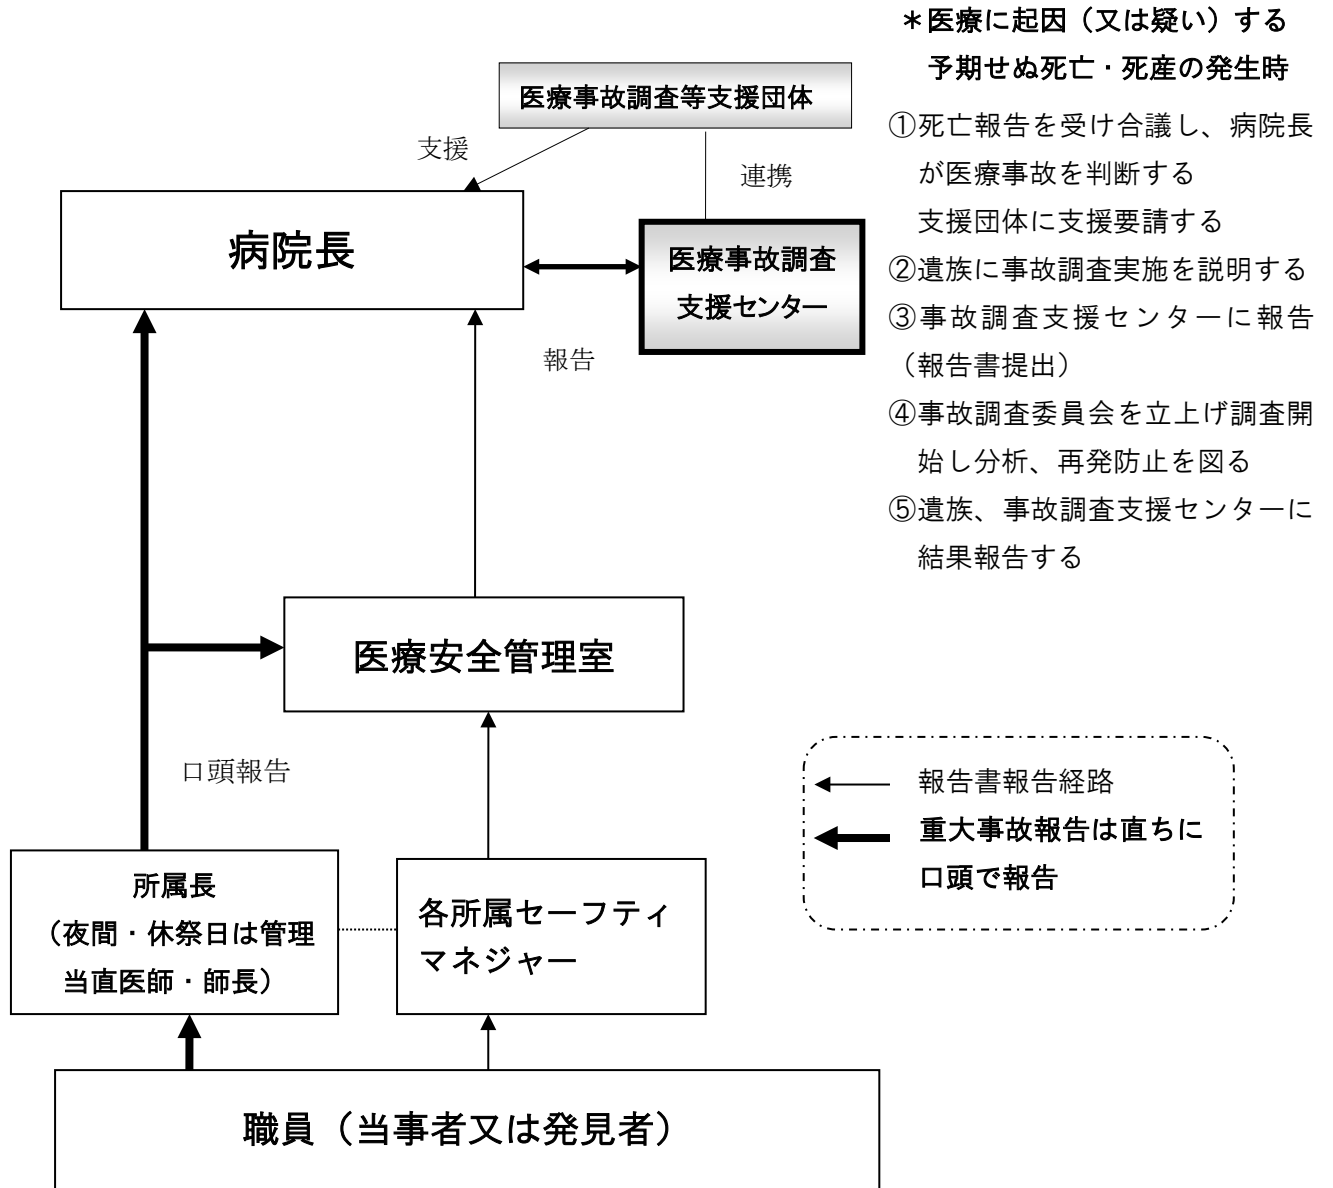 ＊医療に起因（又は疑い）する
予期せぬ死亡・死産の発生時
①死亡報告を受け合議し、病院長
が医療事故を判断する
支援団体に支援要請する
②遺族に事故調査実施を説明する
③事故調査支援センターに報告
（報告書提出）
④事故調査委員会を立上げ調査開
始し分析、再発防止を図る
⑤遺族、事故調査支援センターに
結果報告する
医療事故調査等支援団体
支援
連携
病院長
医療事故調査
支援センター
報告
医療安全管理室
口頭報告
報告書報告経路
重大事故報告は直ちに
口頭で報告
所属長
（夜間・休祭日は管理
当直医師・師長）
各所属セーフティ
マネジャー
職員（当事者又は発見者）